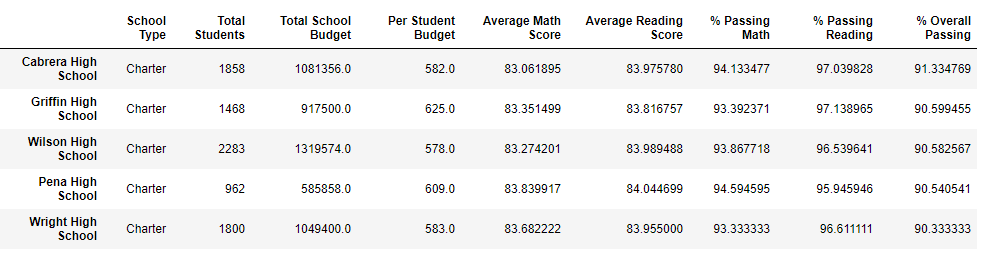 School Type Total Students Total School Budget Per Student Budget Average Math Score Average Reading Score % Passing Math % Passing Reading % Overall Passing
Cabrera High School Charter 1858 1081356.0 582.0 83.061895 83.975780 94.133477 97.039828 91.334769
Griffin High School Charter 1468 917500.0 625.0 83.351499 83.816757 93.392371 97.138965 90.599455
Wilson High School Charter 2283 1319574.0 578.0 83.274201 83.989488 93.867718 96.539641 90.582567
Pena High School Charter 962 585858.0 609.0 83.839917 84.044699 94.594595 95.945946 90.540541
Wright High School Charter 1800 1049400.0 583.0 83.682222 83.955000 93.333333 96.611111 90.333333